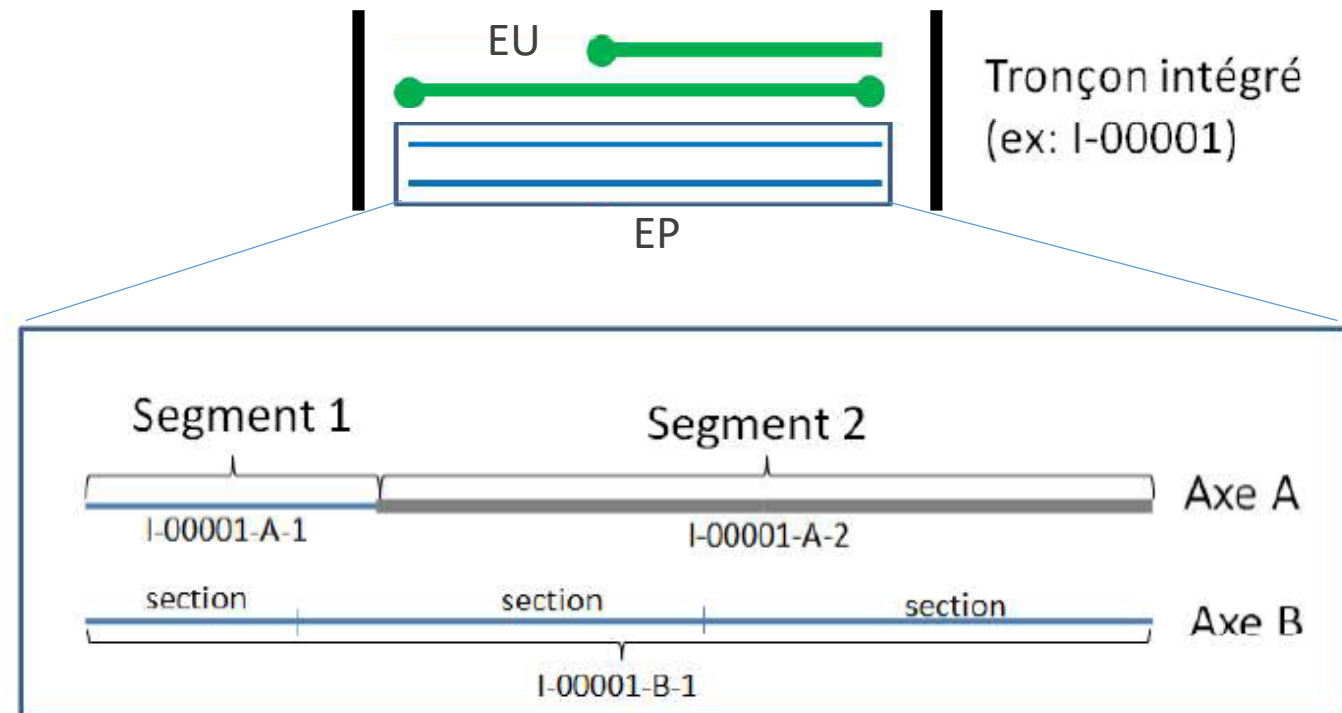 EU
Tronçon intégré
(ex: I-00001)
EP
Segment 1
Segment 2
Axe A
I-00001-A-1
I-00001-A-2
section
section
section
Axe B
I-00001-B-1